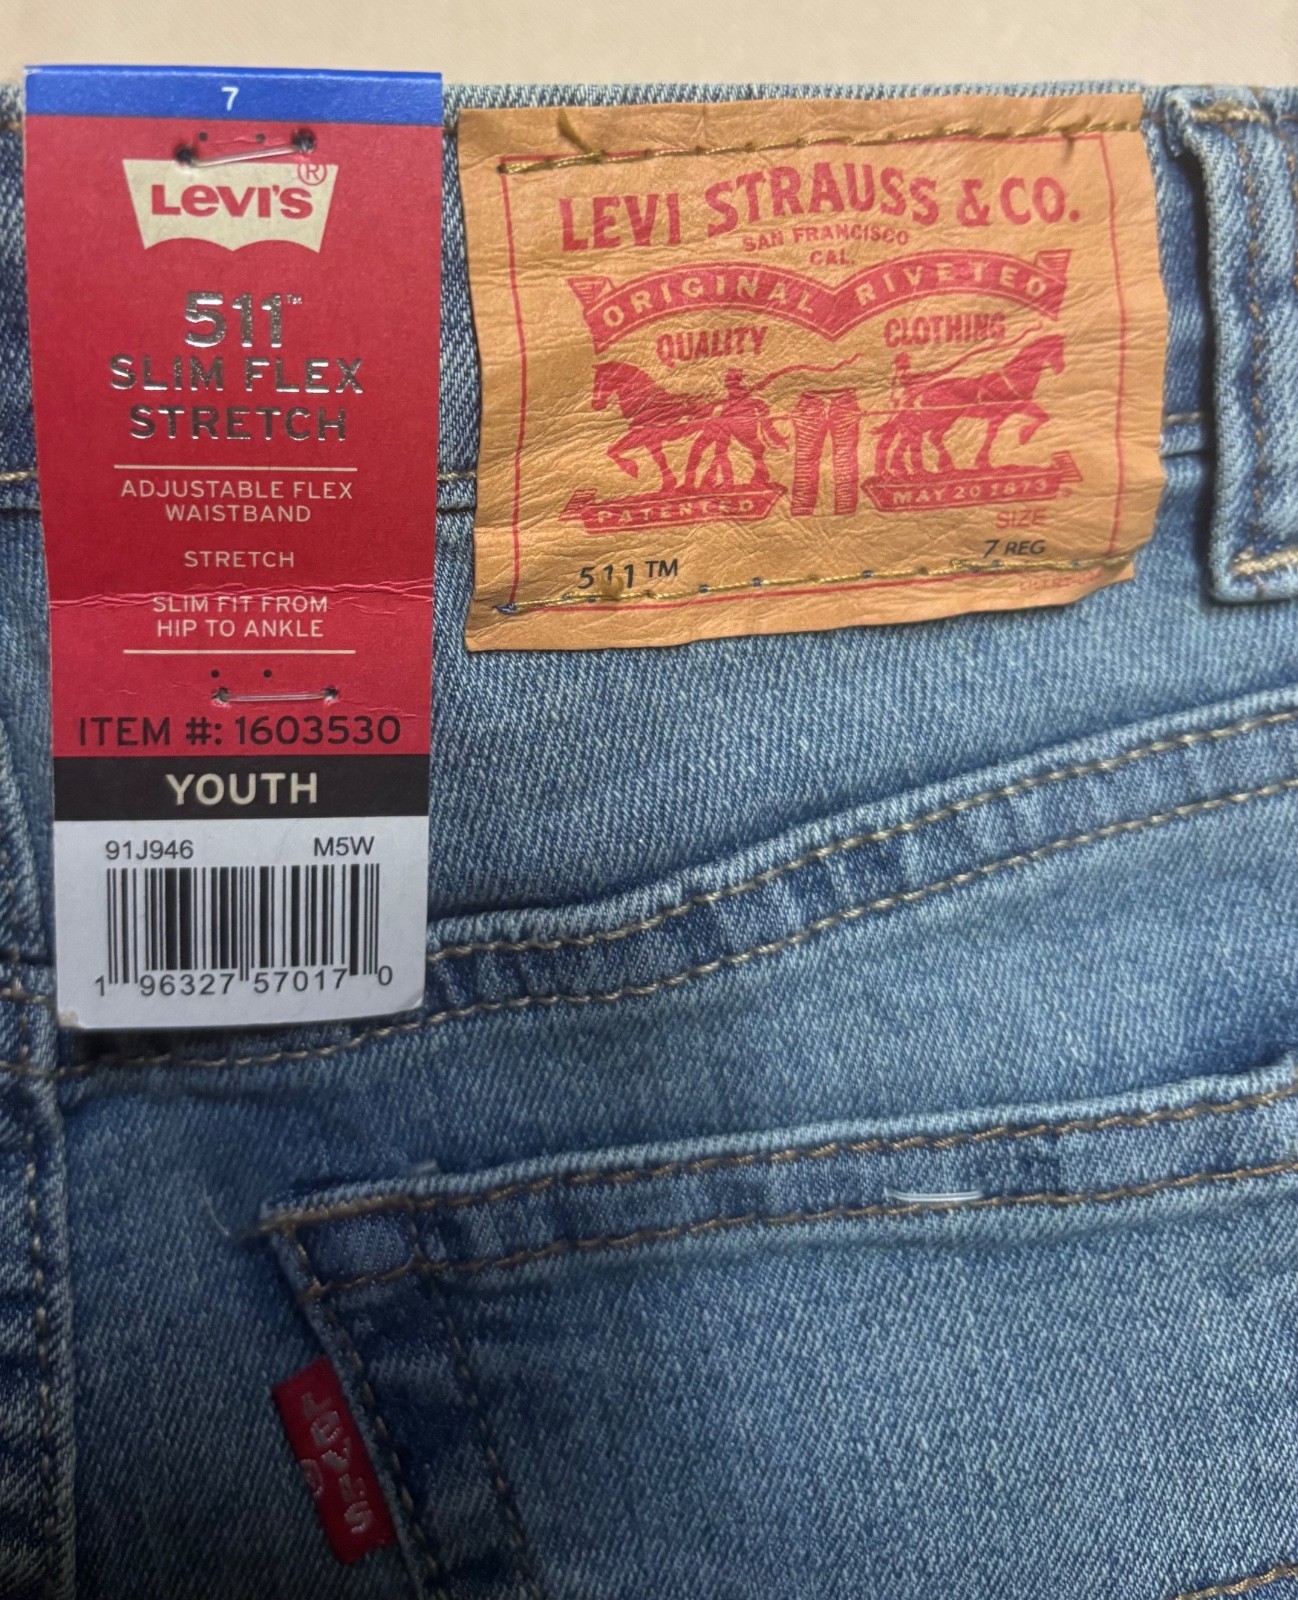 7
LEVI'S®
511™
SLIM FLEX
STRETCH
ADJUSTABLE FLEX
WAISTBAND
STRETCH
SLIM FIT FROM
HIP TO ANKLE
ITEM #: 1603530
YOUTH
91J946 M5W
1 96327 57017 0
LEVI STRAUSS & CO.
SAN FRANCISCO
CAL.
ORIGINAL RIVETED
QUALITY CLOTHING
PATENTED MAY 20 1873
SIZE
511™ 7 REG
LEVI'S